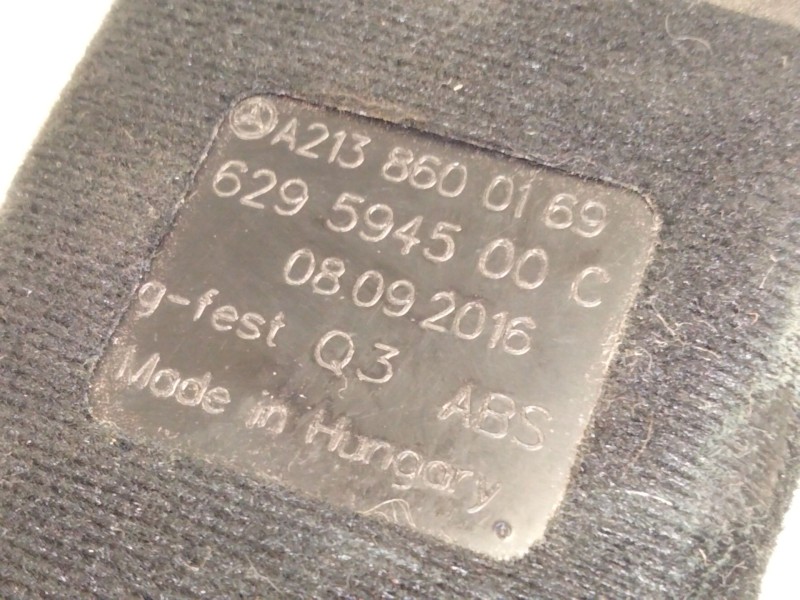 A213 860 01 69
629 5945 00 C
08.09.2016
g-fest Q3 ABS
Made in Hungary